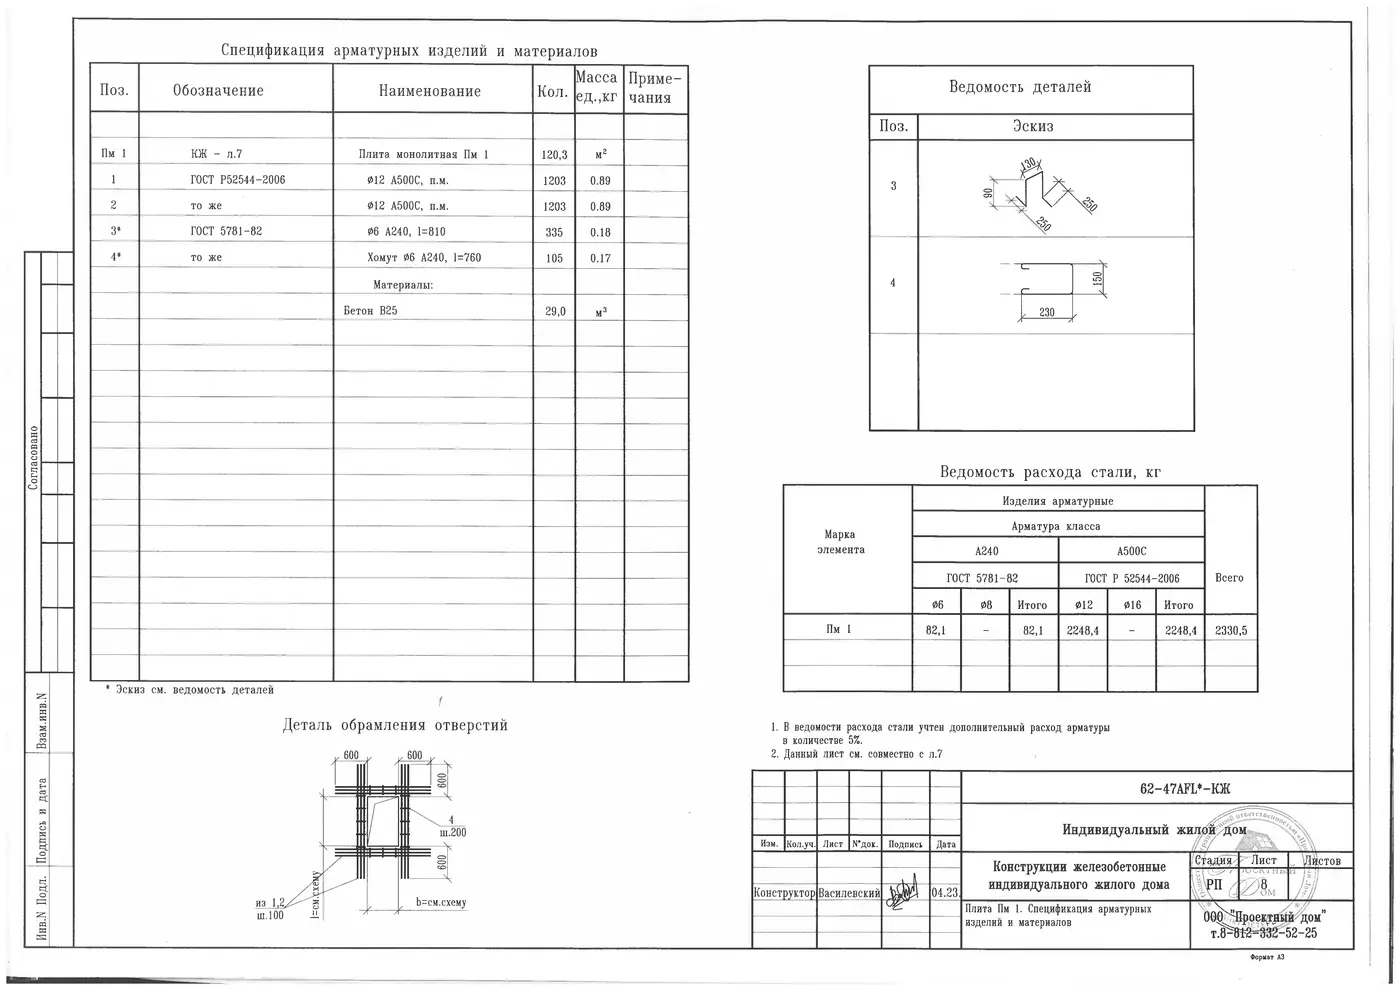 Спецификация арматурных изделий и материалов
Поз. Обозначение Наименование Кол. Масса ед.,кг Приме-чания
Пм 1 КЖ - л.7 Плита монолитная Пм 1 120,3 м²
1 ГОСТ Р52544-2006 ø12 А500С, п.м. 1203 0.89
2 то же ø12 А500С, п.м. 1203 0.89
3* ГОСТ 5781-82 ø6 А240, l=810 335 0.18
4* то же Хомут ø6 А240, l=760 105 0.17
Материалы:
Бетон В25 29,0 м³
* Эскиз см. ведомость деталей
Деталь обрамления отверстий
600 600
600
4
ш.200
600
из 1,2
ш.100
l=см.схему
b=см.схему
Ведомость деталей
Поз. Эскиз
3
130
90
250
250
4
150
230
Ведомость расхода стали, кг
Марка элемента
Изделия арматурные
Арматура класса
А240 А500С
ГОСТ 5781-82 ГОСТ Р 52544-2006
Всего
ø6 ø8 Итого ø12 ø16 Итого
Пм 1 82,1 - 82,1 2248,4 - 2248,4 2330,5
1. В ведомости расхода стали учтен дополнительный расход арматуры
в количестве 5%.
2. Данный лист см. совместно с л.7
62-47AFL*-КЖ
Индивидуальный жилой дом
Изм. Кол.уч. Лист N°док. Подпись Дата
Конструктор Василевский 04.23.
Конструкции железобетонные
индивидуального жилого дома
Стадия Лист Листов
РП 8
Плита Пм 1. Спецификация арматурных
изделий и материалов
ООО "Проектный дом"
т.8-812-332-52-25
Формат А3
Согласовано
Взам.инв.N
Подпись и дата
Инв.N Подл.